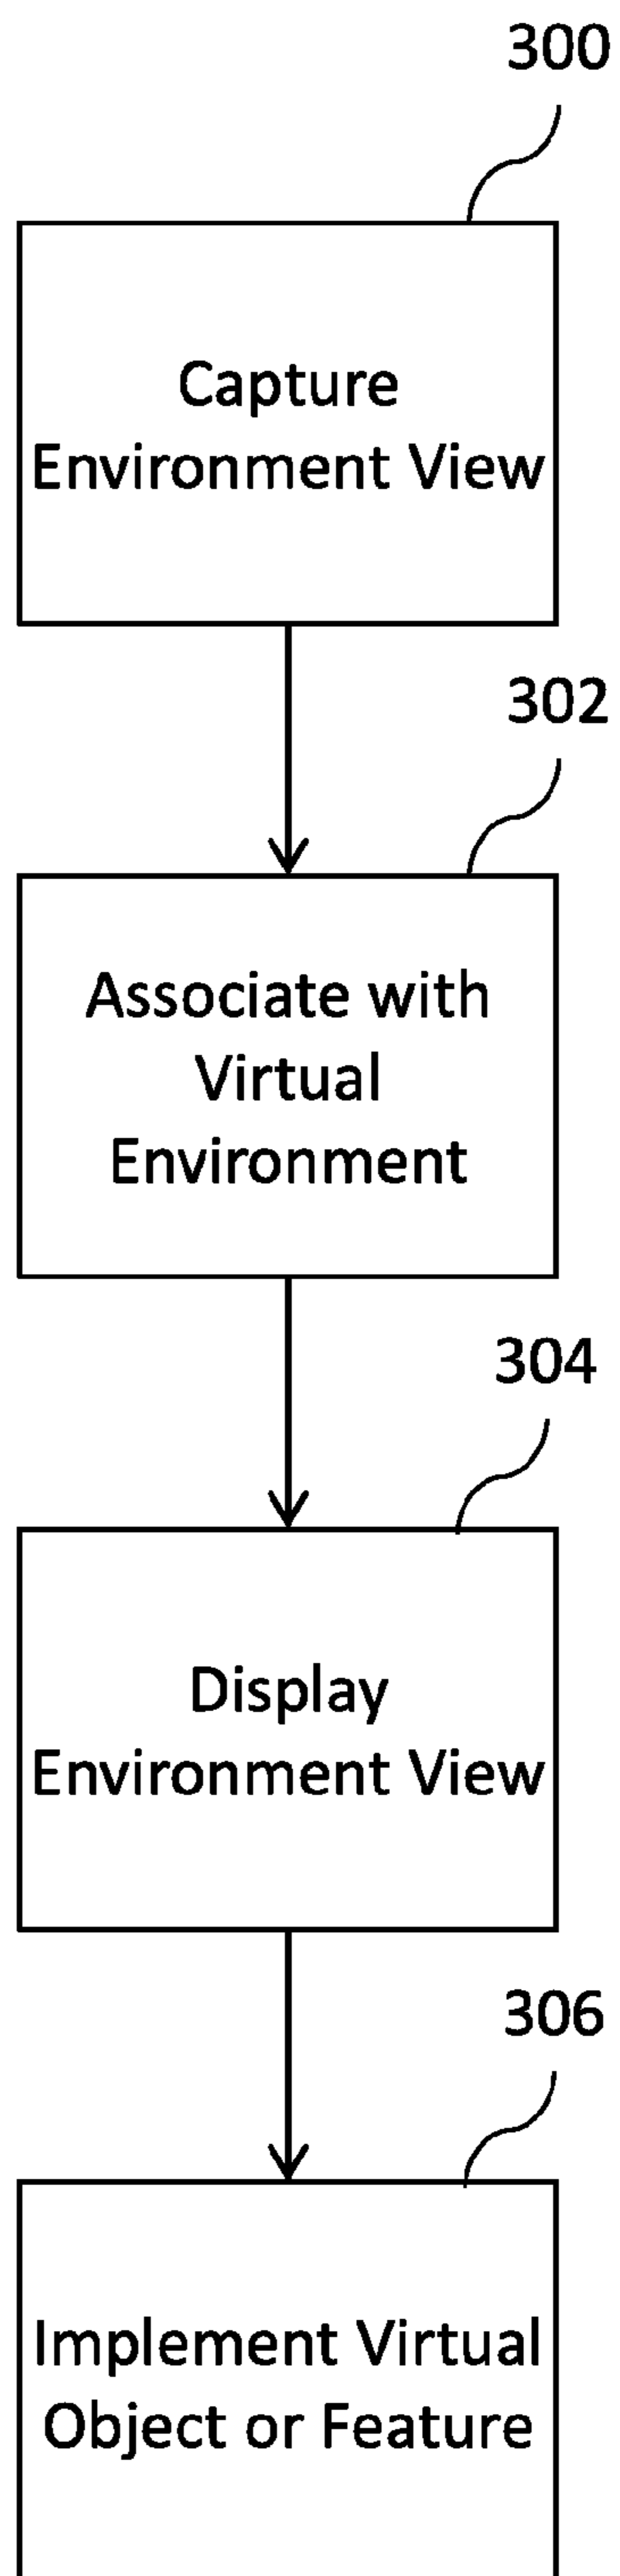 300
Capture
Environment View
302
Associate with
Virtual
Environment
304
Display
Environment View
306
Implement Virtual
Object or Feature